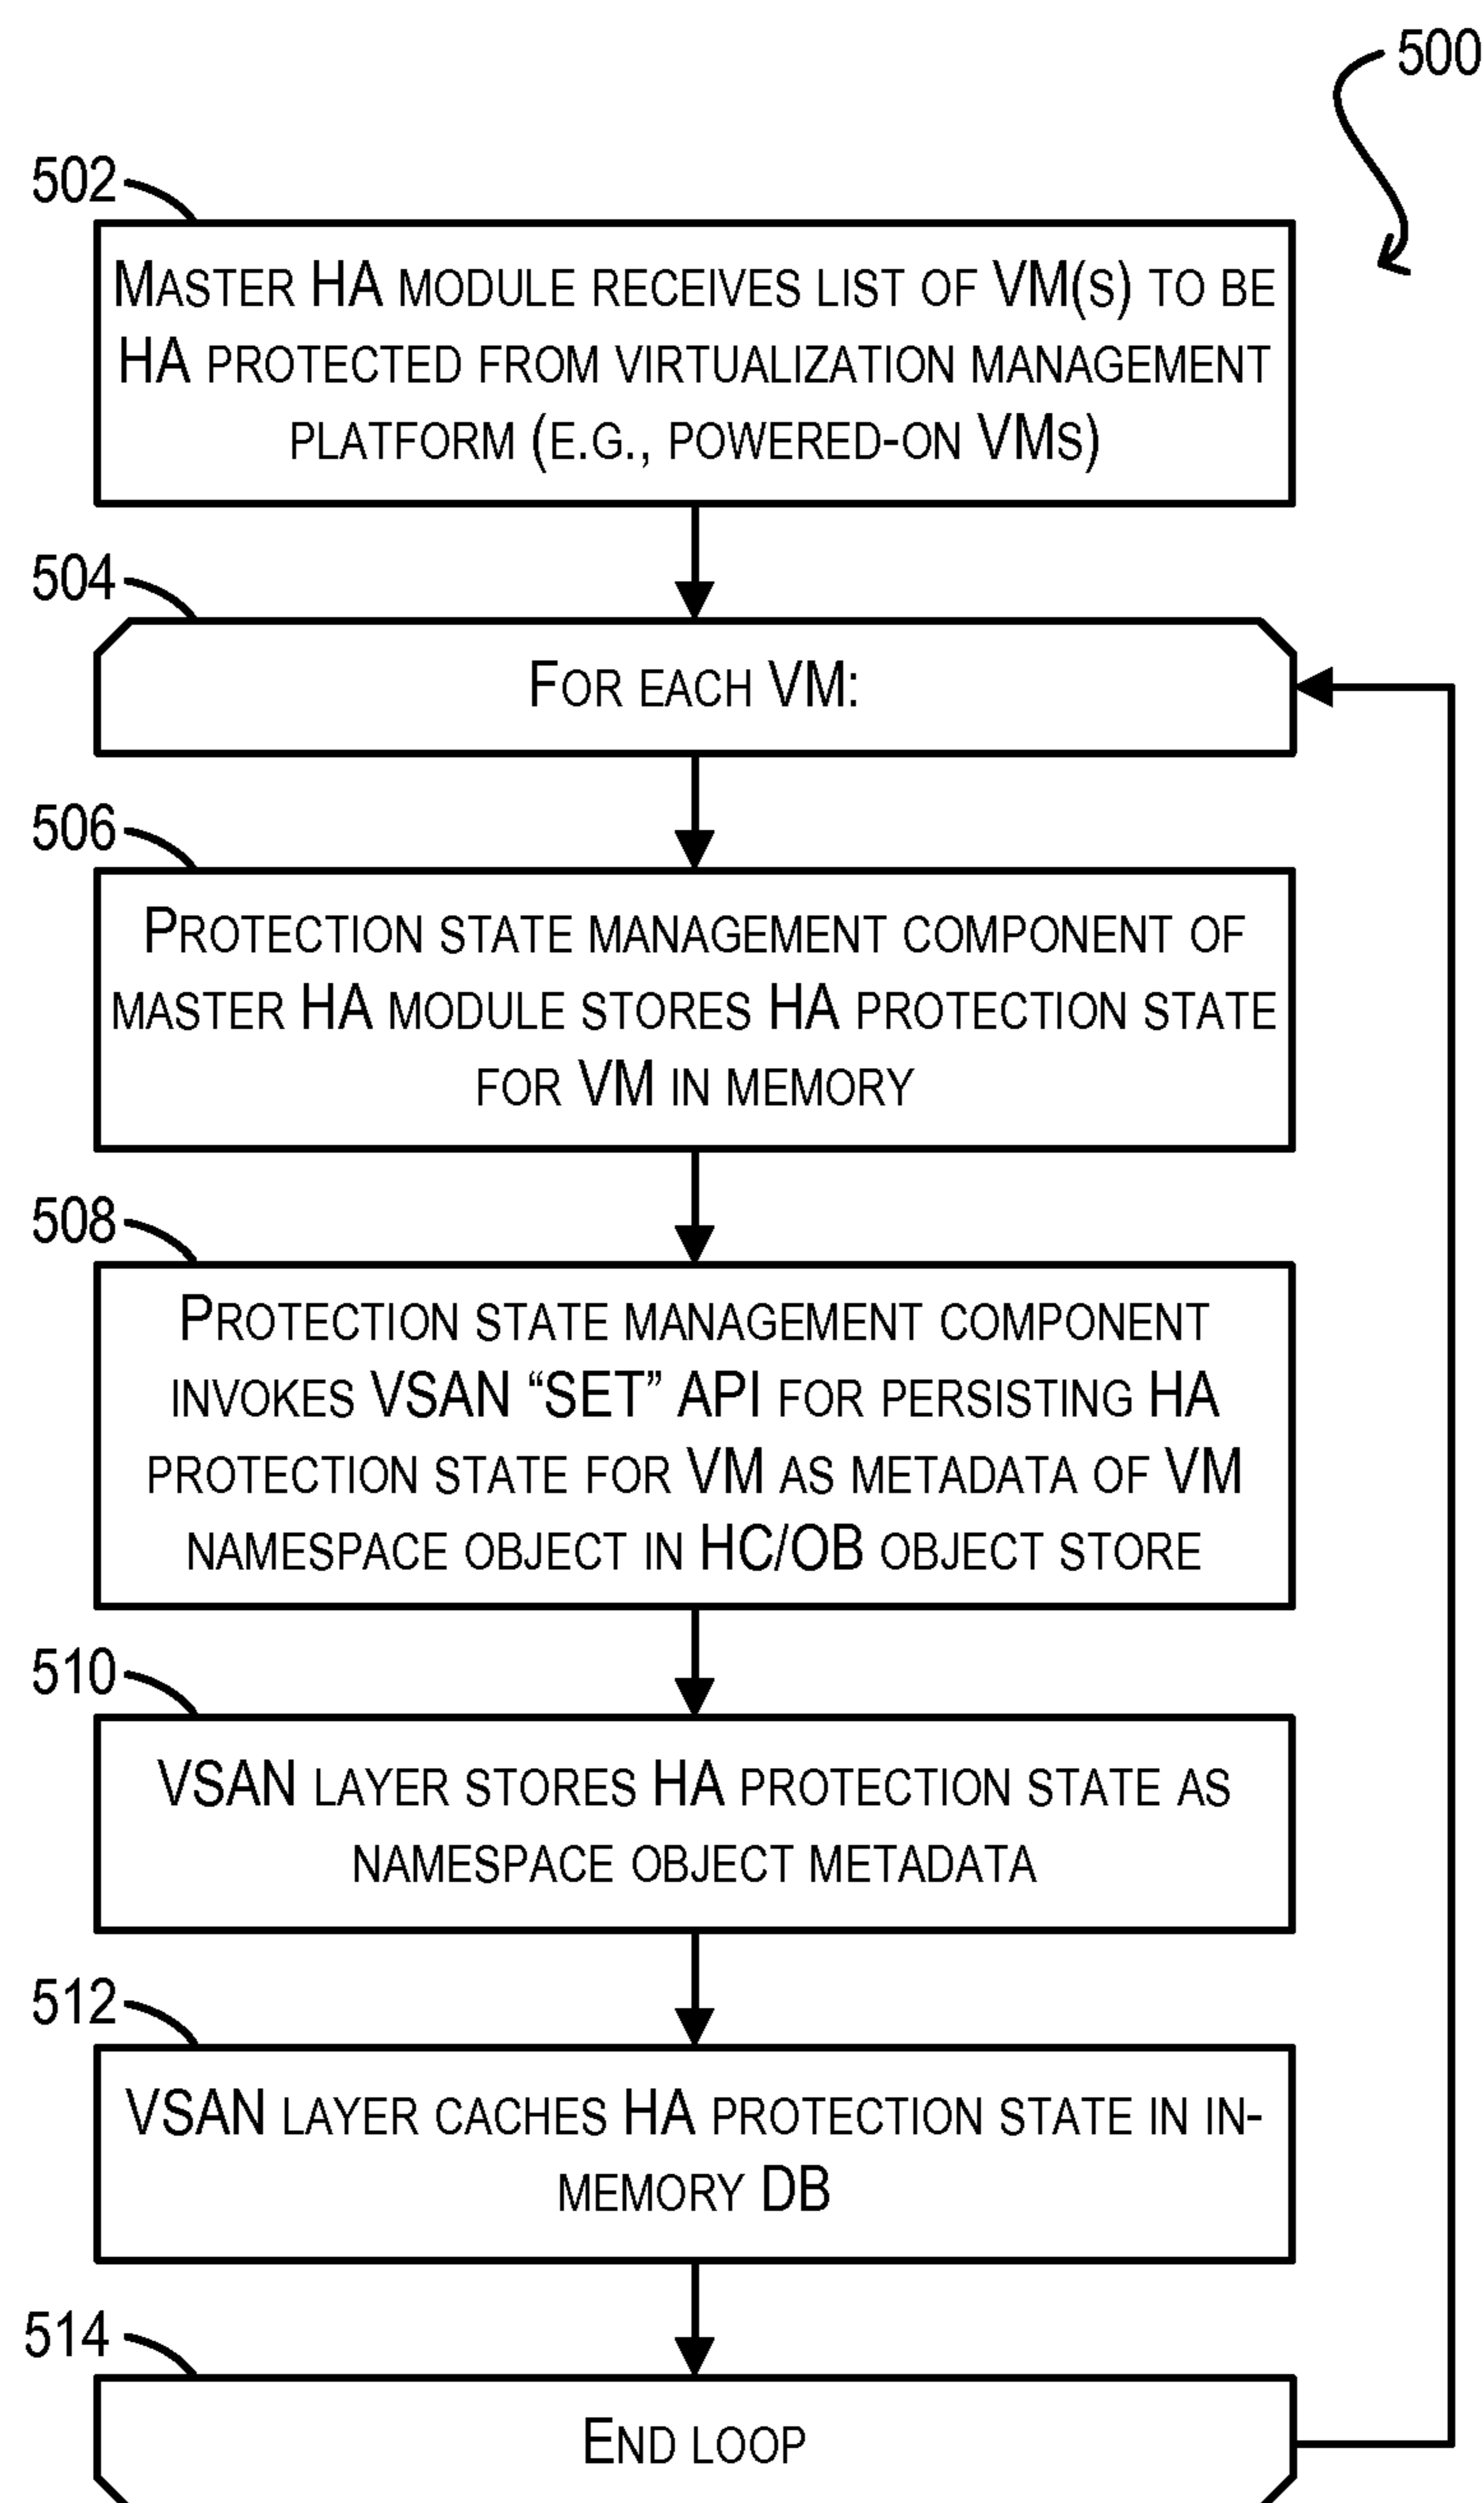 500
502
MASTER HA MODULE RECEIVES LIST OF VM(S) TO BE
HA PROTECTED FROM VIRTUALIZATION MANAGEMENT
PLATFORM (E.G., POWERED-ON VMS)
504
FOR EACH VM:
506
PROTECTION STATE MANAGEMENT COMPONENT OF
MASTER HA MODULE STORES HA PROTECTION STATE
FOR VM IN MEMORY
508
PROTECTION STATE MANAGEMENT COMPONENT
INVOKES VSAN “SET” API FOR PERSISTING HA
PROTECTION STATE FOR VM AS METADATA OF VM
NAMESPACE OBJECT IN HC/OB OBJECT STORE
510
VSAN LAYER STORES HA PROTECTION STATE AS
NAMESPACE OBJECT METADATA
512
VSAN LAYER CACHES HA PROTECTION STATE IN IN-
MEMORY DB
514
END LOOP